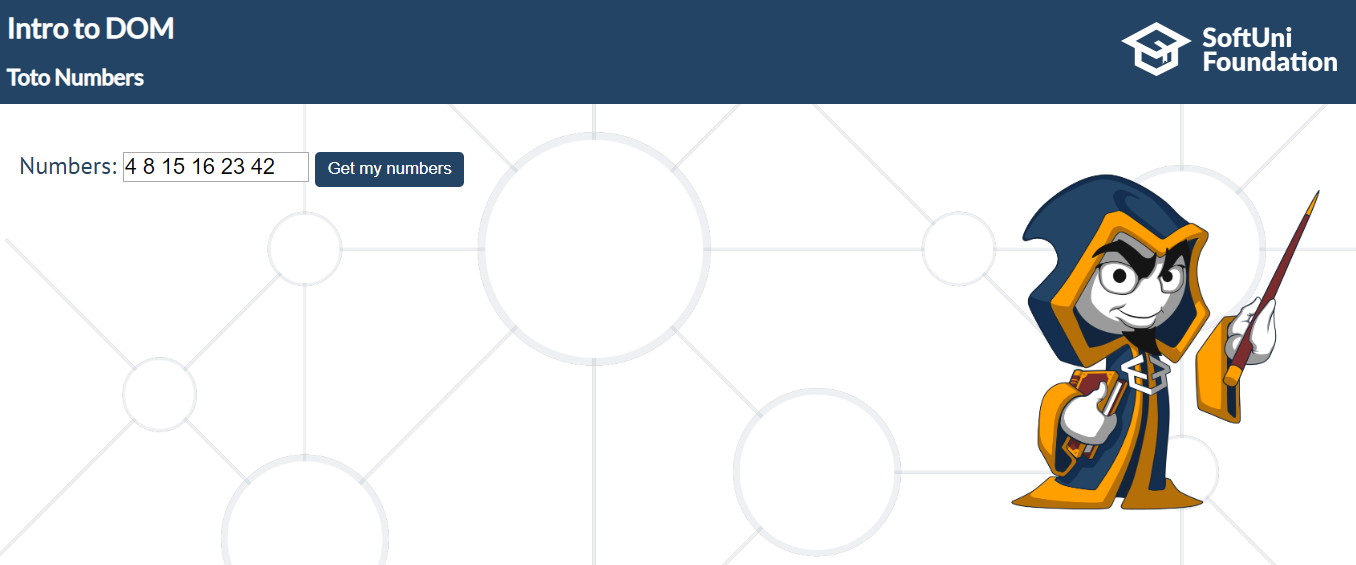 Intro to DOM
Toto Numbers
SoftUni
Foundation
Numbers: 4 8 15 16 23 42 Get my numbers